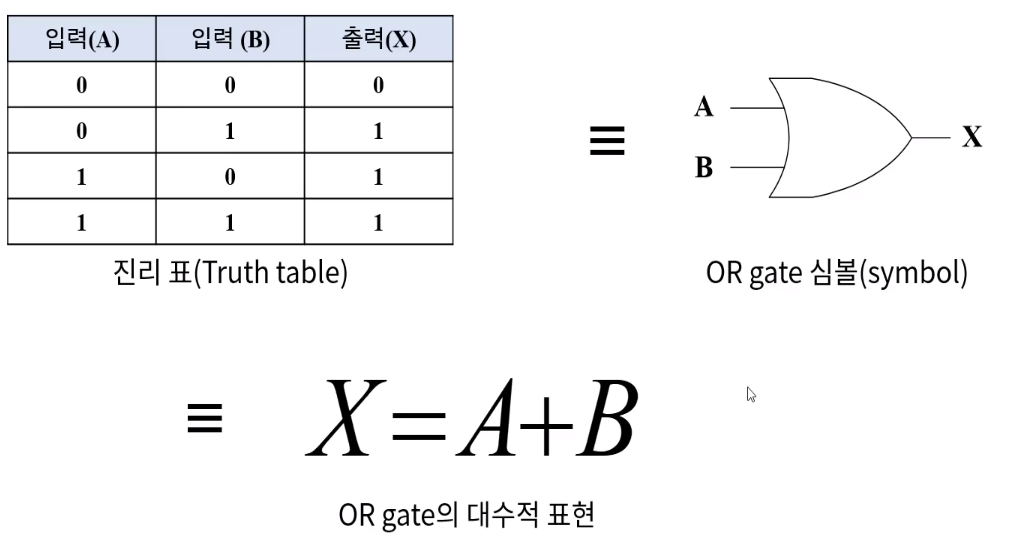 입력(A) 입력 (B) 출력(X)
0 0 0
0 1 1
1 0 1
1 1 1
진리 표(Truth table)
≡
A
B
X
OR gate 심볼(symbol)
≡ X=A+B
OR gate의 대수적 표현